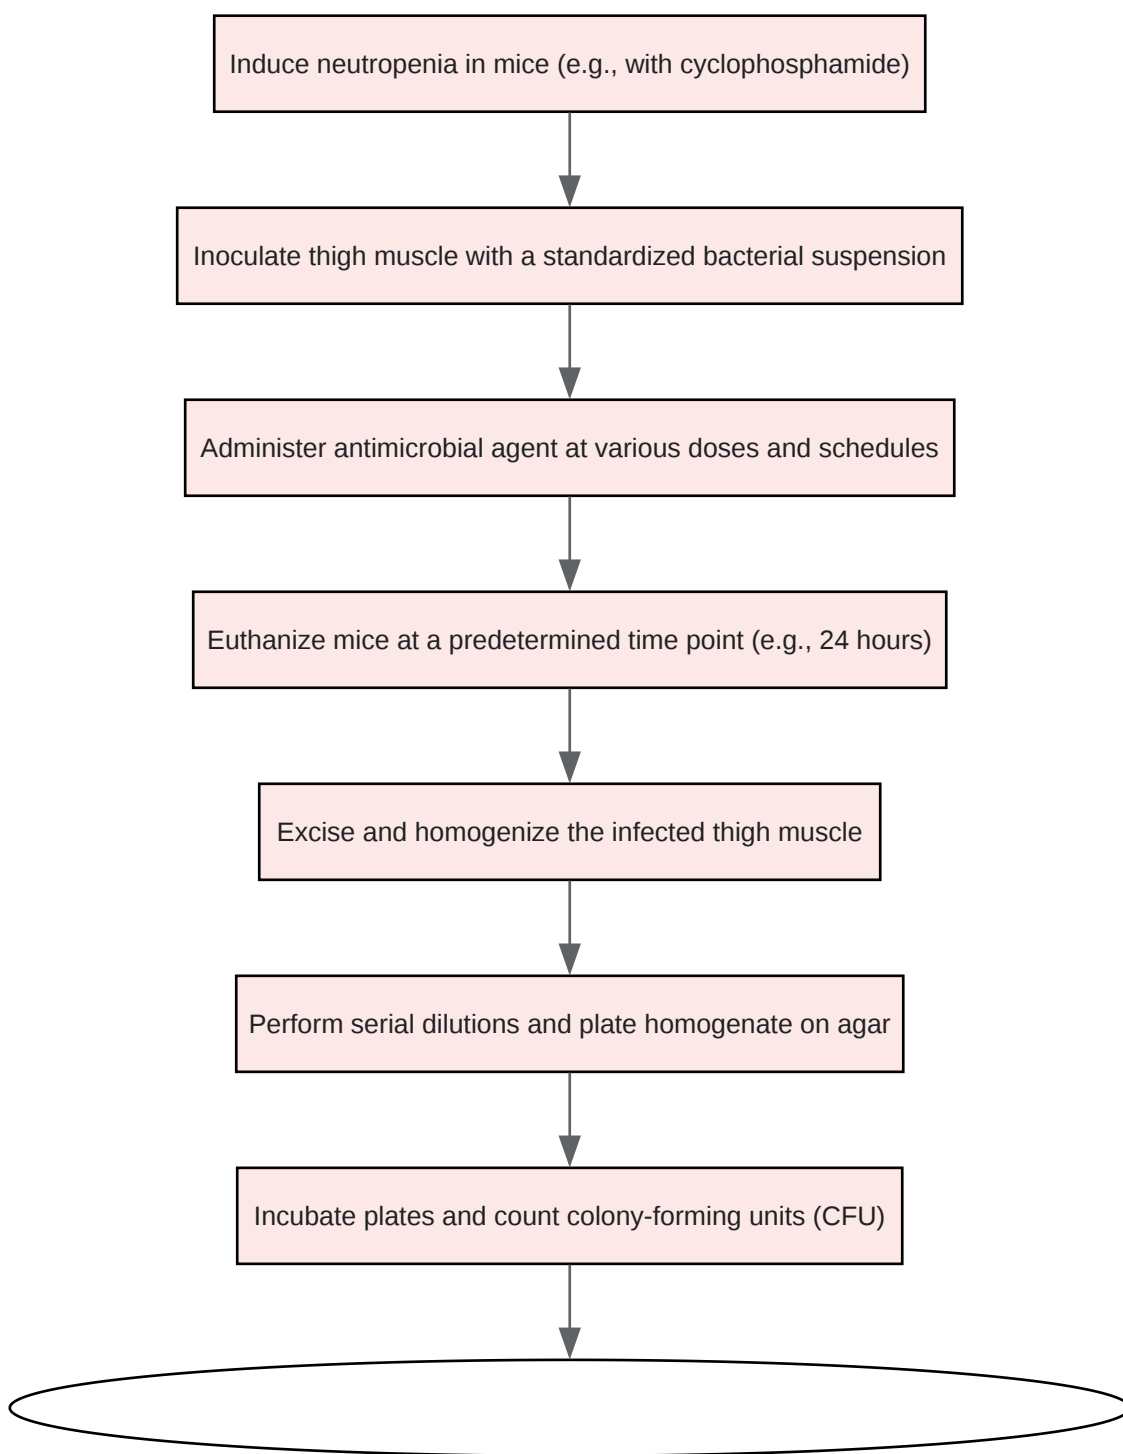 Induce neutropenia in mice (e.g., with cyclophosphamide)
Inoculate thigh muscle with a standardized bacterial suspension
Administer antimicrobial agent at various doses and schedules
Euthanize mice at a predetermined time point (e.g., 24 hours)
Excise and homogenize the infected thigh muscle
Perform serial dilutions and plate homogenate on agar
Incubate plates and count colony-forming units (CFU)